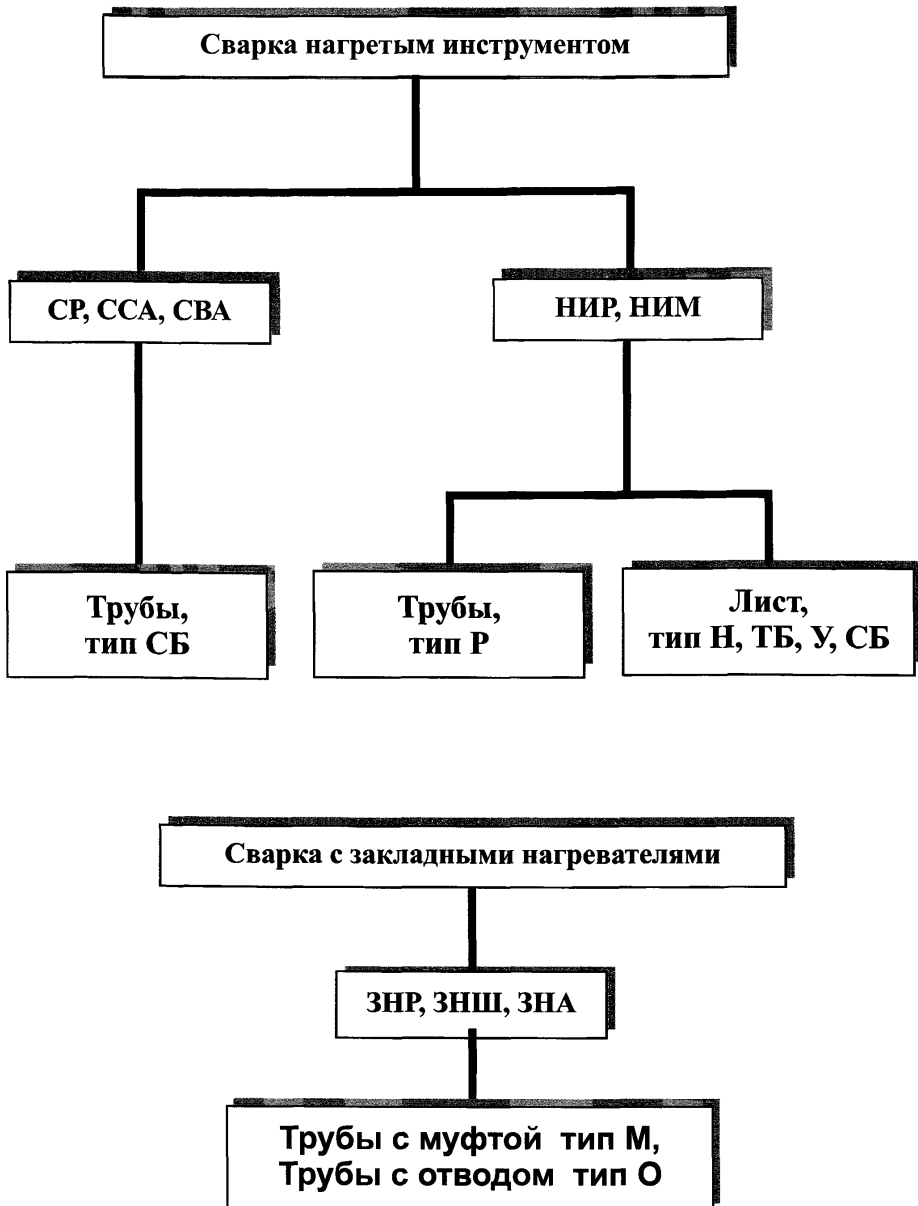 Сварка нагретым инструментом
СР, ССА, СВА
НИР, НИМ
Трубы,
тип СБ
Трубы,
тип Р
Лист,
тип Н, ТБ, У, СБ
Сварка с закладными нагревателями
ЗНР, ЗНШ, ЗНА
Трубы с муфтой тип М,
Трубы с отводом тип О